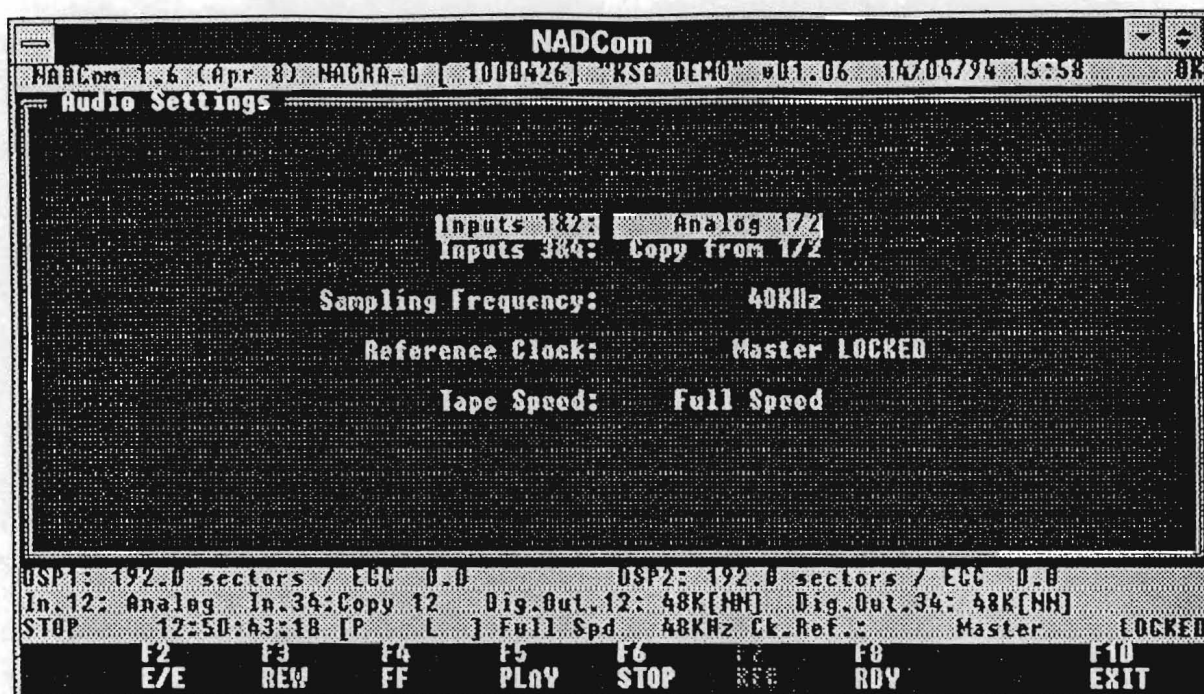 NADCom
NADCom 1.6 (Apr 8) NAGRA-D [ 1000426] "KSA DEMO" v01.06 14/04/94 15:58 OK
Audio Settings
Inputs 1&2: Analog 1/2
Inputs 3&4: Copy from 1/2
Sampling Frequency: 48KHz
Reference Clock: Master LOCKED
Tape Speed: Full Speed
DSP1: 192.0 sectors / ECC 0.0 DSP2: 192.0 sectors / ECC 0.0
In.12: Analog In.34:Copy 12 Dig.Out.12: 48K[NN] Dig.Out.34: 48K[NN]
STOP 12:50:43:18 [P L ] Full Spd 48KHz Ck.Ref.: Master LOCKED
F2 F3 F4 F5 F6 F7 F8 F10
E/E REW FF PLAY STOP REC RDY EXIT